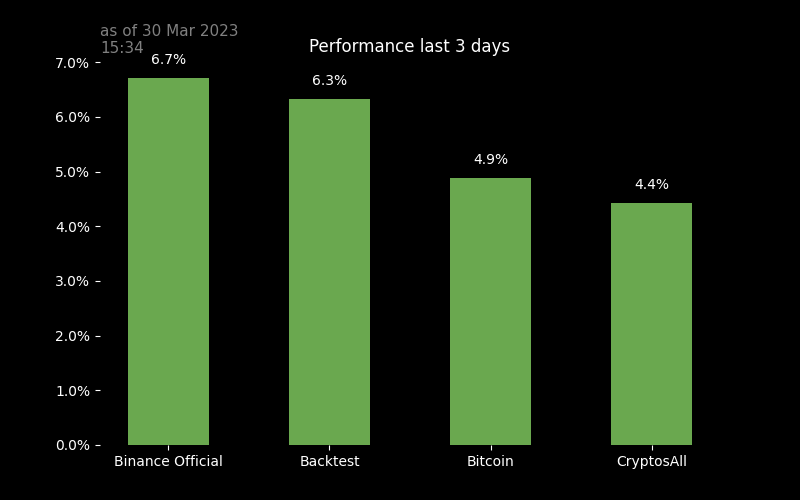 as of 30 Mar 2023
15:34
Performance last 3 days
7.0%
6.0%
5.0%
4.0%
3.0%
2.0%
1.0%
0.0%
6.7%
6.3%
4.9%
4.4%
Binance Official
Backtest
Bitcoin
CryptosAll